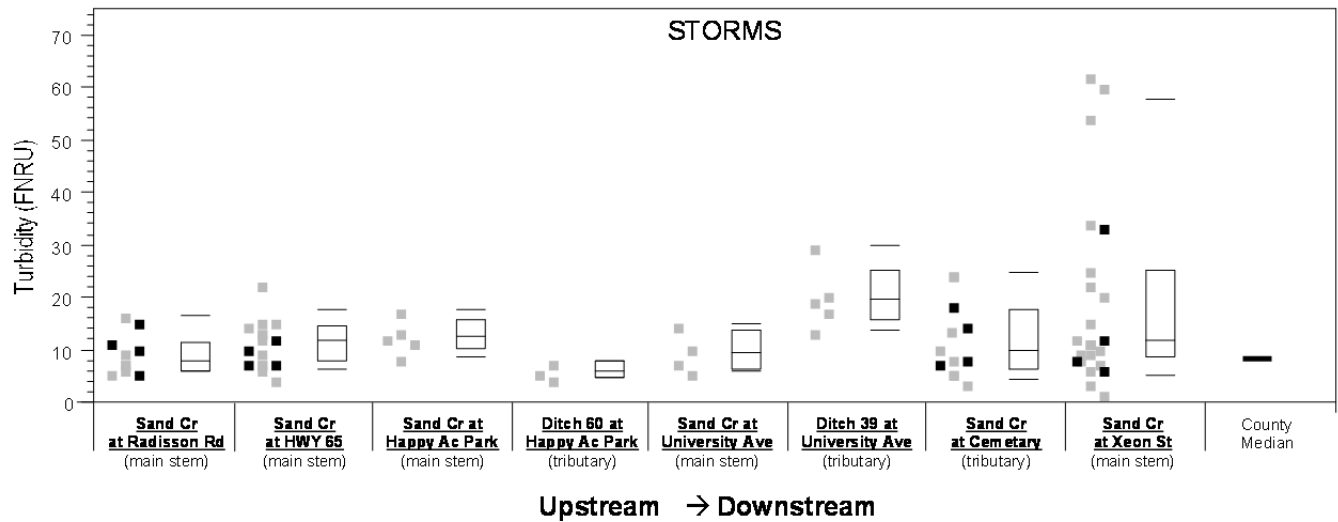 STORMS
70
60
50
40
30
20
10
0
Turbidity (FNRU)
Sand Cr
at Radisson Rd
(main stem)
Sand Cr
at HWY 65
(main stem)
Sand Cr at
Happy Ac Park
(main stem)
Ditch 60 at
Happy Ac Park
(tributary)
Sand Cr at
University Ave
(main stem)
Ditch 39 at
University Ave
(tributary)
Sand Cr
at Cemetary
(tributary)
Sand Cr
at Xeon St
(main stem)
County
Median
Upstream → Downstream